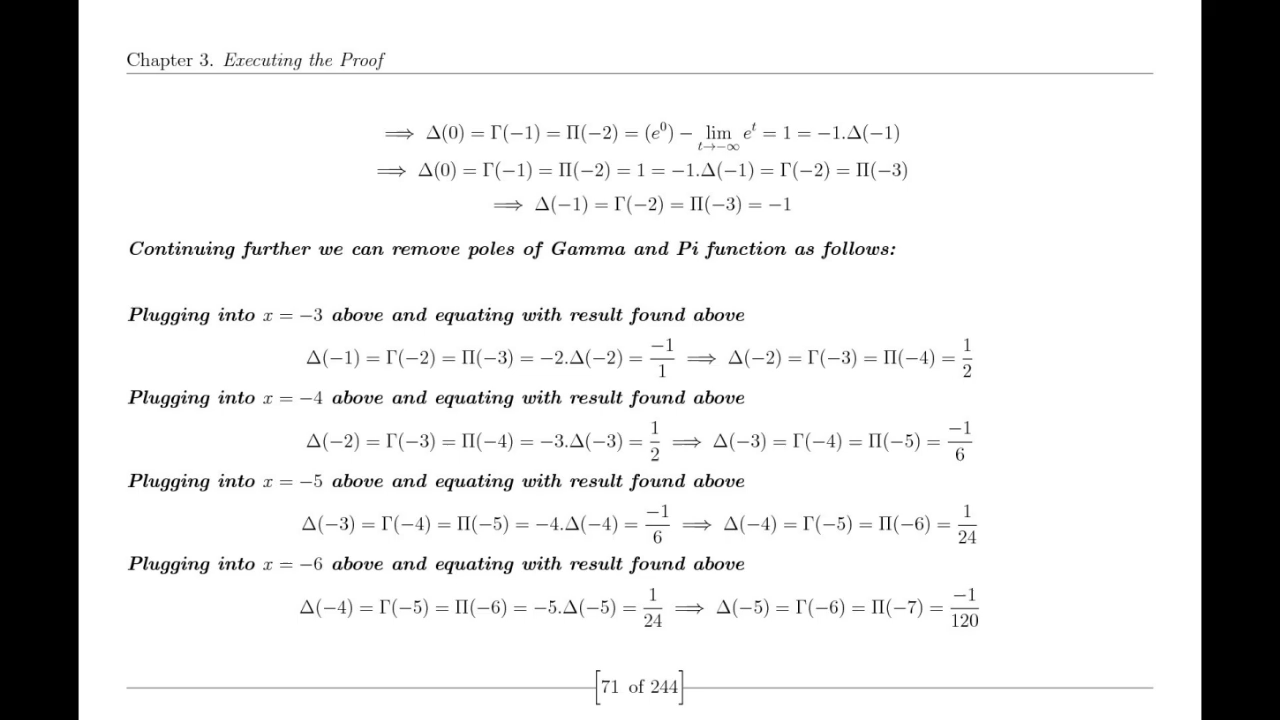 Chapter 3. Executing the Proof
⟹ Δ(0) = Γ(−1) = Π(−2) = (e⁰) − lim_{t→−∞} eᵗ = 1 = −1.Δ(−1)
⟹ Δ(0) = Γ(−1) = Π(−2) = 1 = −1.Δ(−1) = Γ(−2) = Π(−3)
⟹ Δ(−1) = Γ(−2) = Π(−3) = −1
Continuing further we can remove poles of Gamma and Pi function as follows:
Plugging into x = −3 above and equating with result found above
Δ(−1) = Γ(−2) = Π(−3) = −2.Δ(−2) = −1/1 ⟹ Δ(−2) = Γ(−3) = Π(−4) = 1/2
Plugging into x = −4 above and equating with result found above
Δ(−2) = Γ(−3) = Π(−4) = −3.Δ(−3) = 1/2 ⟹ Δ(−3) = Γ(−4) = Π(−5) = −1/6
Plugging into x = −5 above and equating with result found above
Δ(−3) = Γ(−4) = Π(−5) = −4.Δ(−4) = −1/6 ⟹ Δ(−4) = Γ(−5) = Π(−6) = 1/24
Plugging into x = −6 above and equating with result found above
Δ(−4) = Γ(−5) = Π(−6) = −5.Δ(−5) = 1/24 ⟹ Δ(−5) = Γ(−6) = Π(−7) = −1/120
[71 of 244]